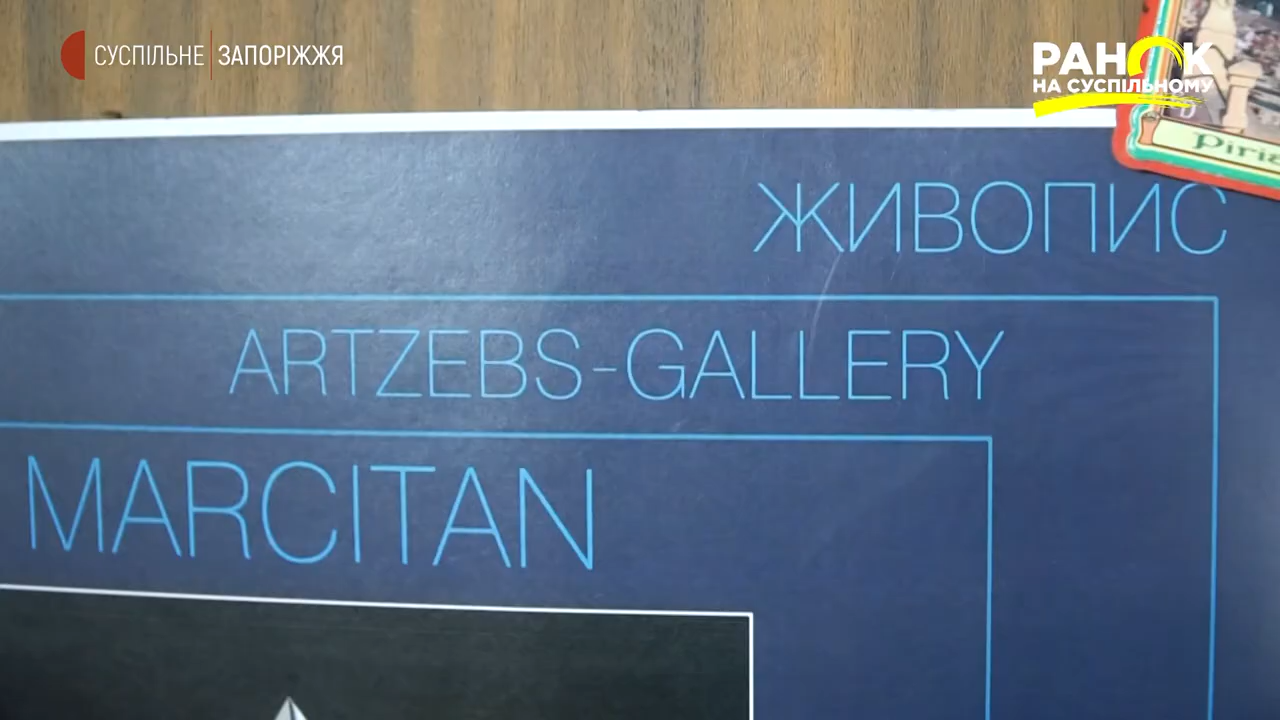 СУСПІЛЬНЕ ЗАПОРІЖЖЯ
РАНОК
НА СУСПІЛЬНОМУ
ЖИВОПИС
ARTZEBS-GALLERY
MARCITAN